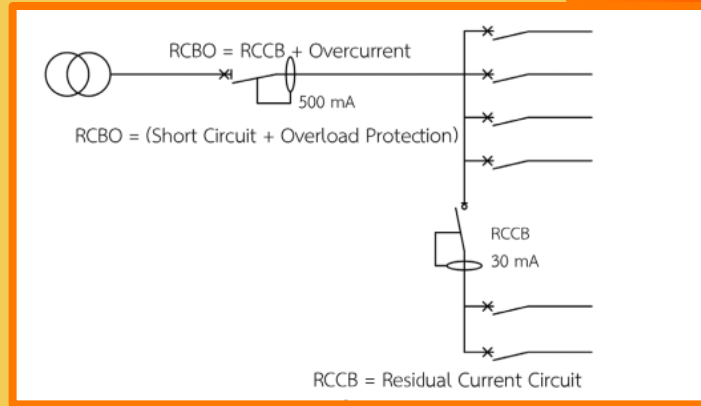 RCBO = RCCB + Overcurrent
500 mA
RCBO = (Short Circuit + Overload Protection)
RCCB
30 mA
RCCB = Residual Current Circuit